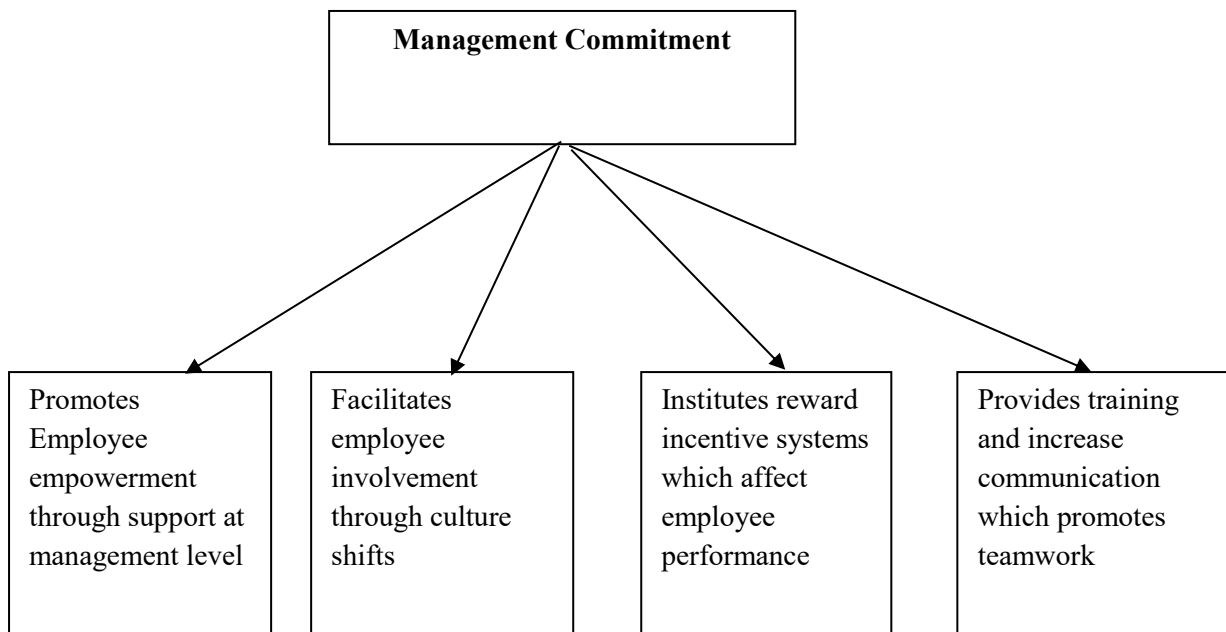 Management Commitment
Promotes
Employee
empowerment
through support at
management level
Facilitates
employee
involvement
through culture
shifts
Institutes reward
incentive systems
which affect
employee
performance
Provides training
and increase
communication
which promotes
teamwork